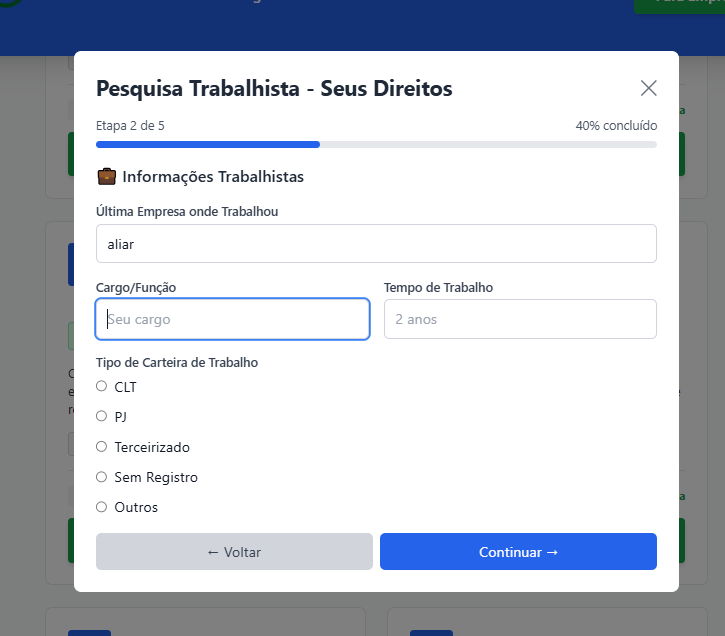 Pesquisa Trabalhista - Seus Direitos
Etapa 2 de 5
40% concluído
Informações Trabalhistas
Última Empresa onde Trabalhou
aliar
Cargo/Função
Tempo de Trabalho
Seu cargo
2 anos
Tipo de Carteira de Trabalho
CLT
PJ
Terceirizado
Sem Registro
Outros
← Voltar
Continuar →